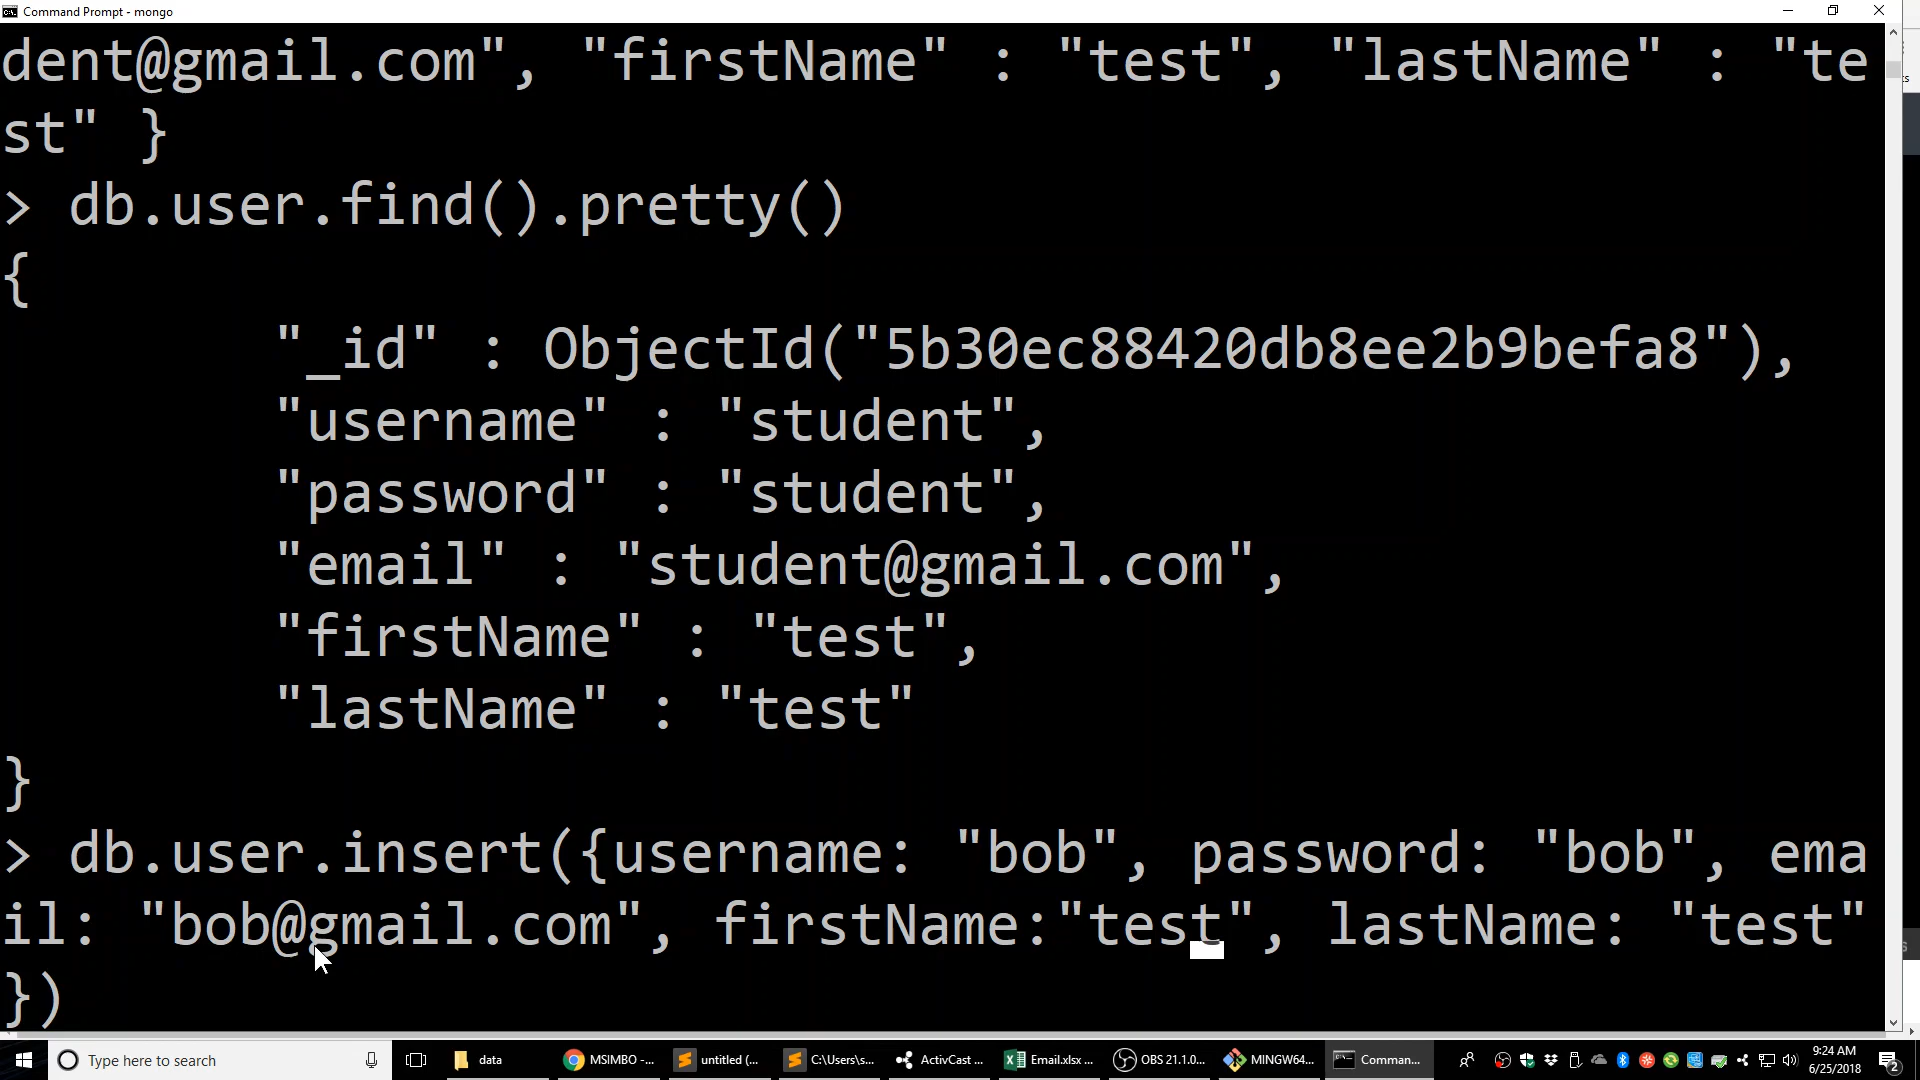 Command Prompt - mongo
dent@gmail.com", "firstName" : "test", "lastName" : "te
st" }
> db.user.find().pretty()
{
"_id" : ObjectId("5b30ec88420db8ee2b9befa8"),
"username" : "student",
"password" : "student",
"email" : "student@gmail.com",
"firstName" : "test",
"lastName" : "test"
}
> db.user.insert({username: "bob", password: "bob", ema
il: "bob@gmail.com", firstName:"test", lastName: "test"
})
Type here to search
data
MSIMBO -...
untitled (...
C:\Users\s...
ActivCast ...
Email.xlsx ...
OBS 21.1.0...
MINGW64...
Comman...
9:24 AM
6/25/2018
2